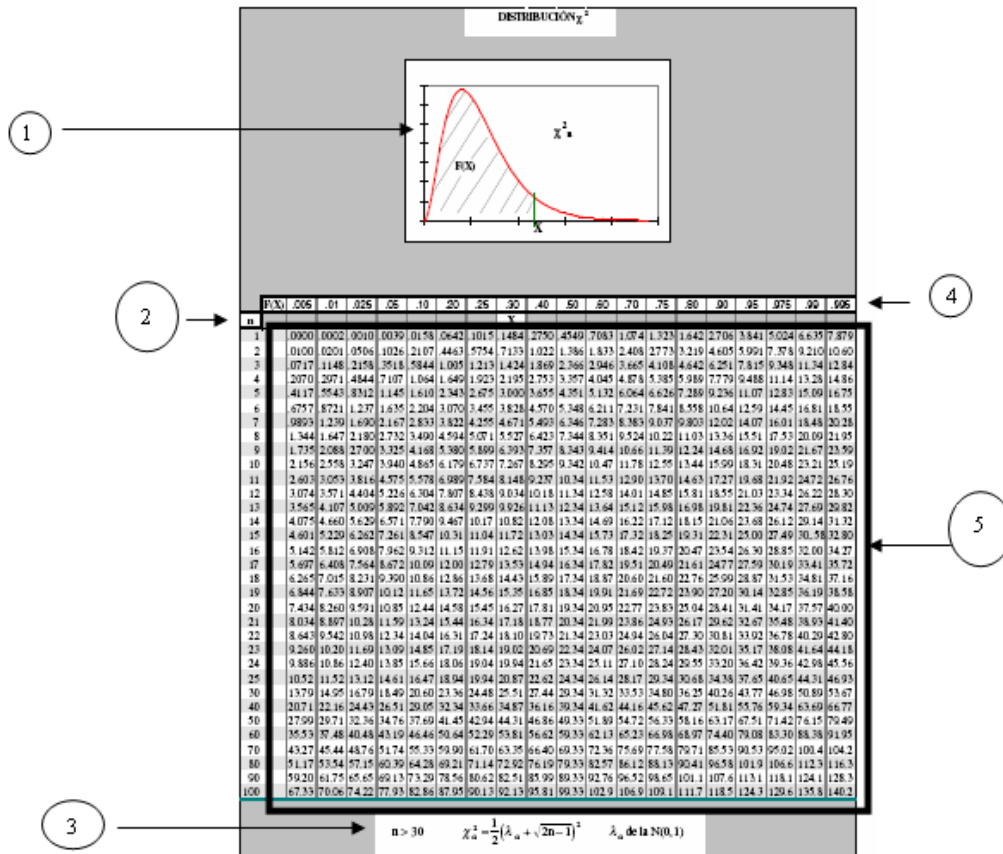 DISTRIBUCIÓN χ²
1
χ²n
F(X)
X
4
F(X) .005 .01 .025 .05 .10 .20 .25 .30 .40 .50 .60 .70 .75 .80 .90 .95 .975 .99 .995
2
n X
1 .0000 .0002 .0010 .0039 .0158 .0642 .1015 .1484 .2750 .4549 .7083 1.074 1.323 1.642 2.706 3.841 5.024 6.635 7.879
2 .0100 .0201 .0506 .1026 .2107 .4463 .5754 .7133 1.022 1.386 1.833 2.408 2.773 3.219 4.605 5.991 7.378 9.210 10.60
3 .0717 .1148 .2158 .3518 .5844 1.005 1.213 1.424 1.869 2.366 2.946 3.665 4.108 4.642 6.251 7.815 9.348 11.34 12.84
4 .2070 .2971 .4844 .7107 1.064 1.649 1.923 2.195 2.753 3.357 4.045 4.878 5.385 5.989 7.779 9.488 11.14 13.28 14.86
5 .4117 .5543 .8312 1.145 1.610 2.343 2.675 3.000 3.655 4.351 5.132 6.064 6.626 7.289 9.236 11.07 12.83 15.09 16.75
6 .6757 .8721 1.237 1.635 2.204 3.070 3.455 3.828 4.570 5.348 6.211 7.231 7.841 8.558 10.64 12.59 14.45 16.81 18.55
7 .9893 1.239 1.690 2.167 2.833 3.822 4.255 4.671 5.493 6.346 7.283 8.383 9.037 9.803 12.02 14.07 16.01 18.48 20.28
8 1.344 1.647 2.180 2.732 3.490 4.594 5.071 5.527 6.423 7.344 8.351 9.524 10.22 11.03 13.36 15.51 17.53 20.09 21.95
9 1.735 2.088 2.700 3.325 4.168 5.380 5.899 6.393 7.357 8.343 9.414 10.66 11.39 12.24 14.68 16.92 19.02 21.67 23.59
10 2.156 2.558 3.247 3.940 4.865 6.179 6.737 7.267 8.295 9.342 10.47 11.78 12.55 13.44 15.99 18.31 20.48 23.21 25.19
11 2.603 3.053 3.816 4.575 5.578 6.989 7.584 8.148 9.237 10.34 11.53 12.90 13.70 14.63 17.27 19.68 21.92 24.72 26.76
12 3.074 3.571 4.404 5.226 6.304 7.807 8.438 9.034 10.18 11.34 12.58 14.01 14.85 15.81 18.55 21.03 23.34 26.22 28.30
13 3.565 4.107 5.009 5.892 7.042 8.634 9.299 9.926 11.13 12.34 13.64 15.12 15.98 16.98 19.81 22.36 24.74 27.69 29.82
14 4.075 4.660 5.629 6.571 7.790 9.467 10.17 10.82 12.08 13.34 14.69 16.22 17.12 18.15 21.06 23.68 26.12 29.14 31.32
15 4.601 5.229 6.262 7.261 8.547 10.31 11.04 11.72 13.03 14.34 15.73 17.32 18.25 19.31 22.31 25.00 27.49 30.58 32.80
5
16 5.142 5.812 6.908 7.962 9.312 11.15 11.91 12.62 13.98 15.34 16.78 18.42 19.37 20.47 23.54 26.30 28.85 32.00 34.27
17 5.697 6.408 7.564 8.672 10.09 12.00 12.79 13.53 14.94 16.34 17.82 19.51 20.49 21.61 24.77 27.59 30.19 33.41 35.72
18 6.265 7.015 8.231 9.390 10.86 12.86 13.68 14.43 15.89 17.34 18.87 20.60 21.60 22.76 25.99 28.87 31.53 34.81 37.16
19 6.844 7.633 8.907 10.12 11.65 13.72 14.56 15.35 16.85 18.34 19.91 21.69 22.72 23.90 27.20 30.14 32.85 36.19 38.58
20 7.434 8.260 9.591 10.85 12.44 14.58 15.45 16.27 17.81 19.34 20.95 22.77 23.83 25.04 28.41 31.41 34.17 37.57 40.00
21 8.034 8.897 10.28 11.59 13.24 15.44 16.34 17.18 18.77 20.34 21.99 23.86 24.93 26.17 29.62 32.67 35.48 38.93 41.40
22 8.643 9.542 10.98 12.34 14.04 16.31 17.24 18.10 19.73 21.34 23.03 24.94 26.04 27.30 30.81 33.92 36.78 40.29 42.80
23 9.260 10.20 11.69 13.09 14.85 17.19 18.14 19.02 20.69 22.34 24.07 26.02 27.14 28.43 32.01 35.17 38.08 41.64 44.18
24 9.886 10.86 12.40 13.85 15.66 18.06 19.04 19.94 21.65 23.34 25.11 27.10 28.24 29.55 33.20 36.42 39.36 42.98 45.56
25 10.52 11.52 13.12 14.61 16.47 18.94 19.94 20.87 22.62 24.34 26.14 28.17 29.34 30.68 34.38 37.65 40.65 44.31 46.93
30 13.79 14.95 16.79 18.49 20.60 23.36 24.48 25.51 27.44 29.34 31.32 33.53 34.80 36.25 40.26 43.77 46.98 50.89 53.67
40 20.71 22.16 24.43 26.51 29.05 32.34 33.66 34.87 36.16 39.34 41.62 44.16 45.62 47.27 51.81 55.76 59.34 63.69 66.77
50 27.99 29.71 32.36 34.76 37.69 41.45 42.94 44.31 46.86 49.33 51.89 54.72 56.33 58.16 63.17 67.51 71.42 76.15 79.49
60 35.53 37.48 40.48 43.19 46.46 50.64 52.29 53.81 56.62 59.33 62.13 65.23 66.98 68.97 74.40 79.08 83.30 88.38 91.95
70 43.27 45.44 48.76 51.74 55.33 59.90 61.70 63.35 66.40 69.33 72.36 75.69 77.58 79.71 85.53 90.53 95.02 100.4 104.2
80 51.17 53.54 57.15 60.39 64.28 69.21 71.14 72.92 76.19 79.33 82.57 86.12 88.13 90.41 96.58 101.9 106.6 112.3 116.3
90 59.20 61.75 65.65 69.13 73.29 78.56 80.62 82.51 85.99 89.33 92.76 96.52 98.65 101.1 107.6 113.1 118.1 124.1 128.3
100 67.33 70.06 74.22 77.93 82.86 87.95 90.13 92.13 95.81 99.33 102.9 106.9 109.1 111.7 118.5 124.3 129.6 135.8 140.2
3
n > 30 χ²α = 1/2 (λα + √2n−1)² λα de la N(0,1)